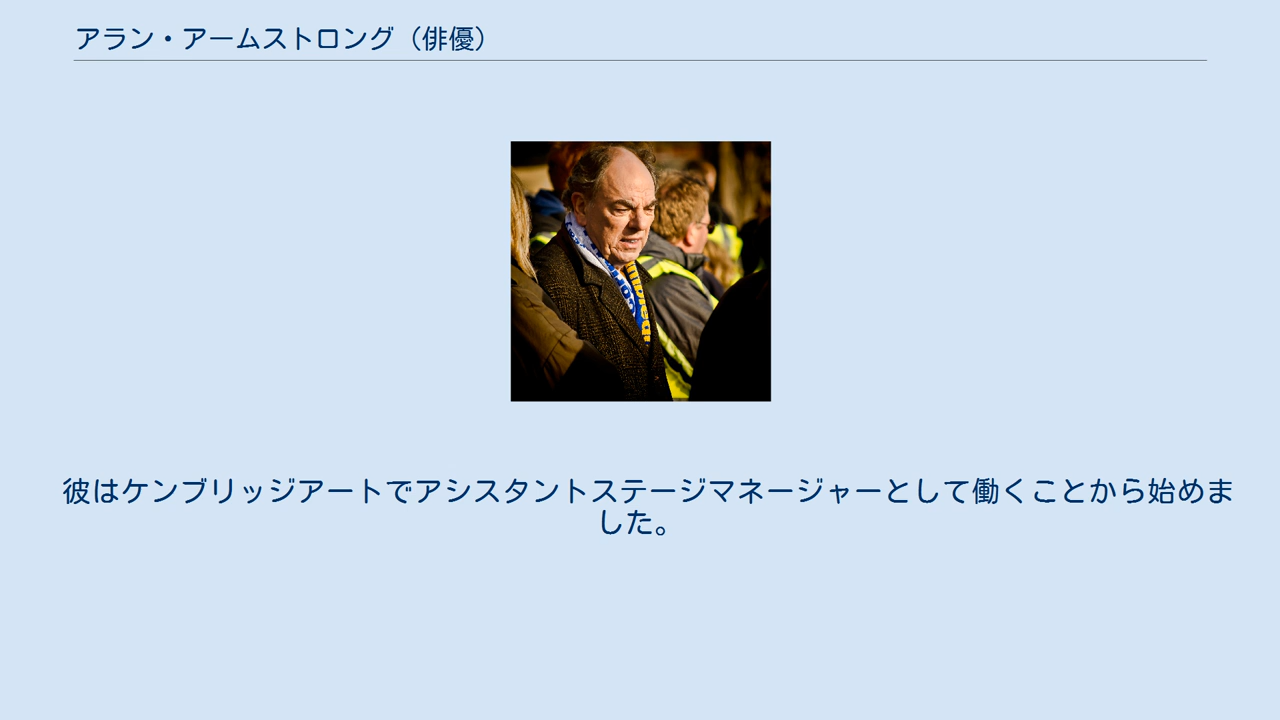 アラン・アームストロング（俳優）
彼はケンブリッジアートでアシスタントステージマネージャーとして働くことから始めま
した。